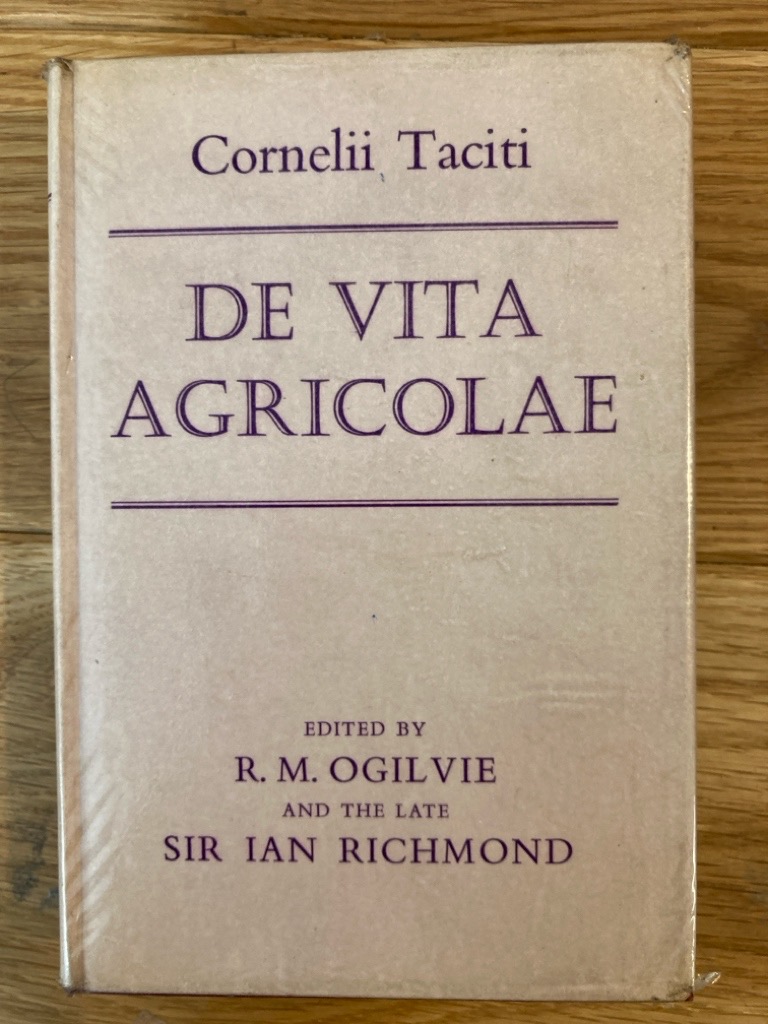 Cornelii Taciti
DE VITA
AGRICOLAE
EDITED BY
R. M. OGILVIE
AND THE LATE
SIR IAN RICHMOND